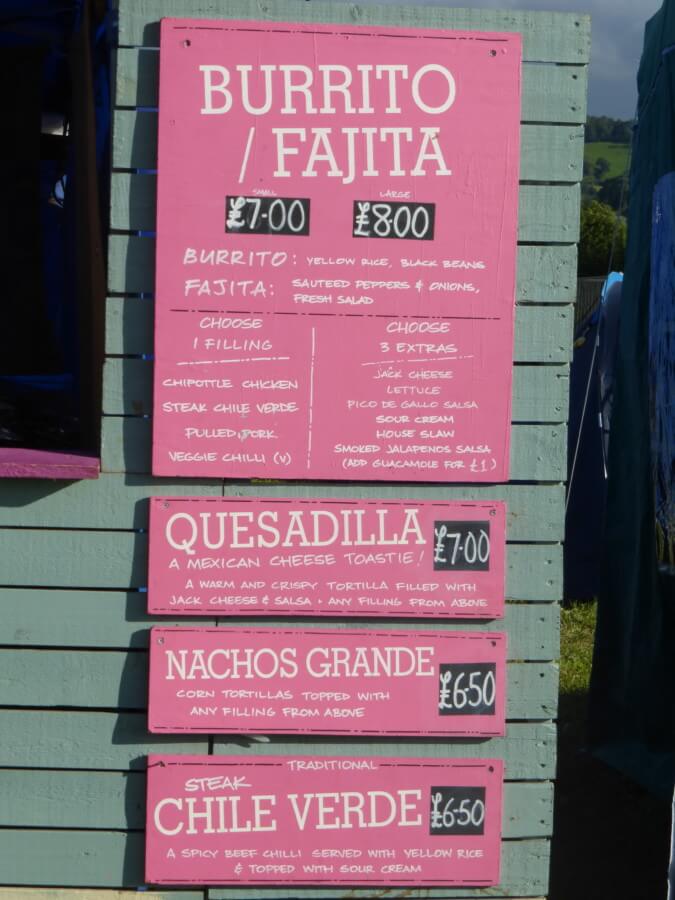 BURRITO
/ FAJITA
SMALL LARGE
£7.00 £8.00
BURRITO: YELLOW RICE, BLACK BEANS
FAJITA: SAUTEED PEPPERS & ONIONS,
FRESH SALAD
CHOOSE
1 FILLING
CHIPOTLE CHICKEN
STEAK CHILE VERDE
PULLED PORK
VEGGIE CHILLI (V)
CHOOSE
3 EXTRAS
JACK CHEESE
LETTUCE
PICO DE GALLO SALSA
SOUR CREAM
HOUSE SLAW
SMOKED JALAPENOS SALSA
(ADD GUACAMOLE FOR £1)
QUESADILLA £7.00
A MEXICAN CHEESE TOASTIE!
A WARM AND CRISPY TORTILLA FILLED WITH
JACK CHEESE & SALSA + ANY FILLING FROM ABOVE
NACHOS GRANDE £6.50
CORN TORTILLAS TOPPED WITH
ANY FILLING FROM ABOVE
TRADITIONAL
STEAK
CHILE VERDE £6.50
A SPICY BEEF CHILLI SERVED WITH YELLOW RICE
& TOPPED WITH SOUR CREAM